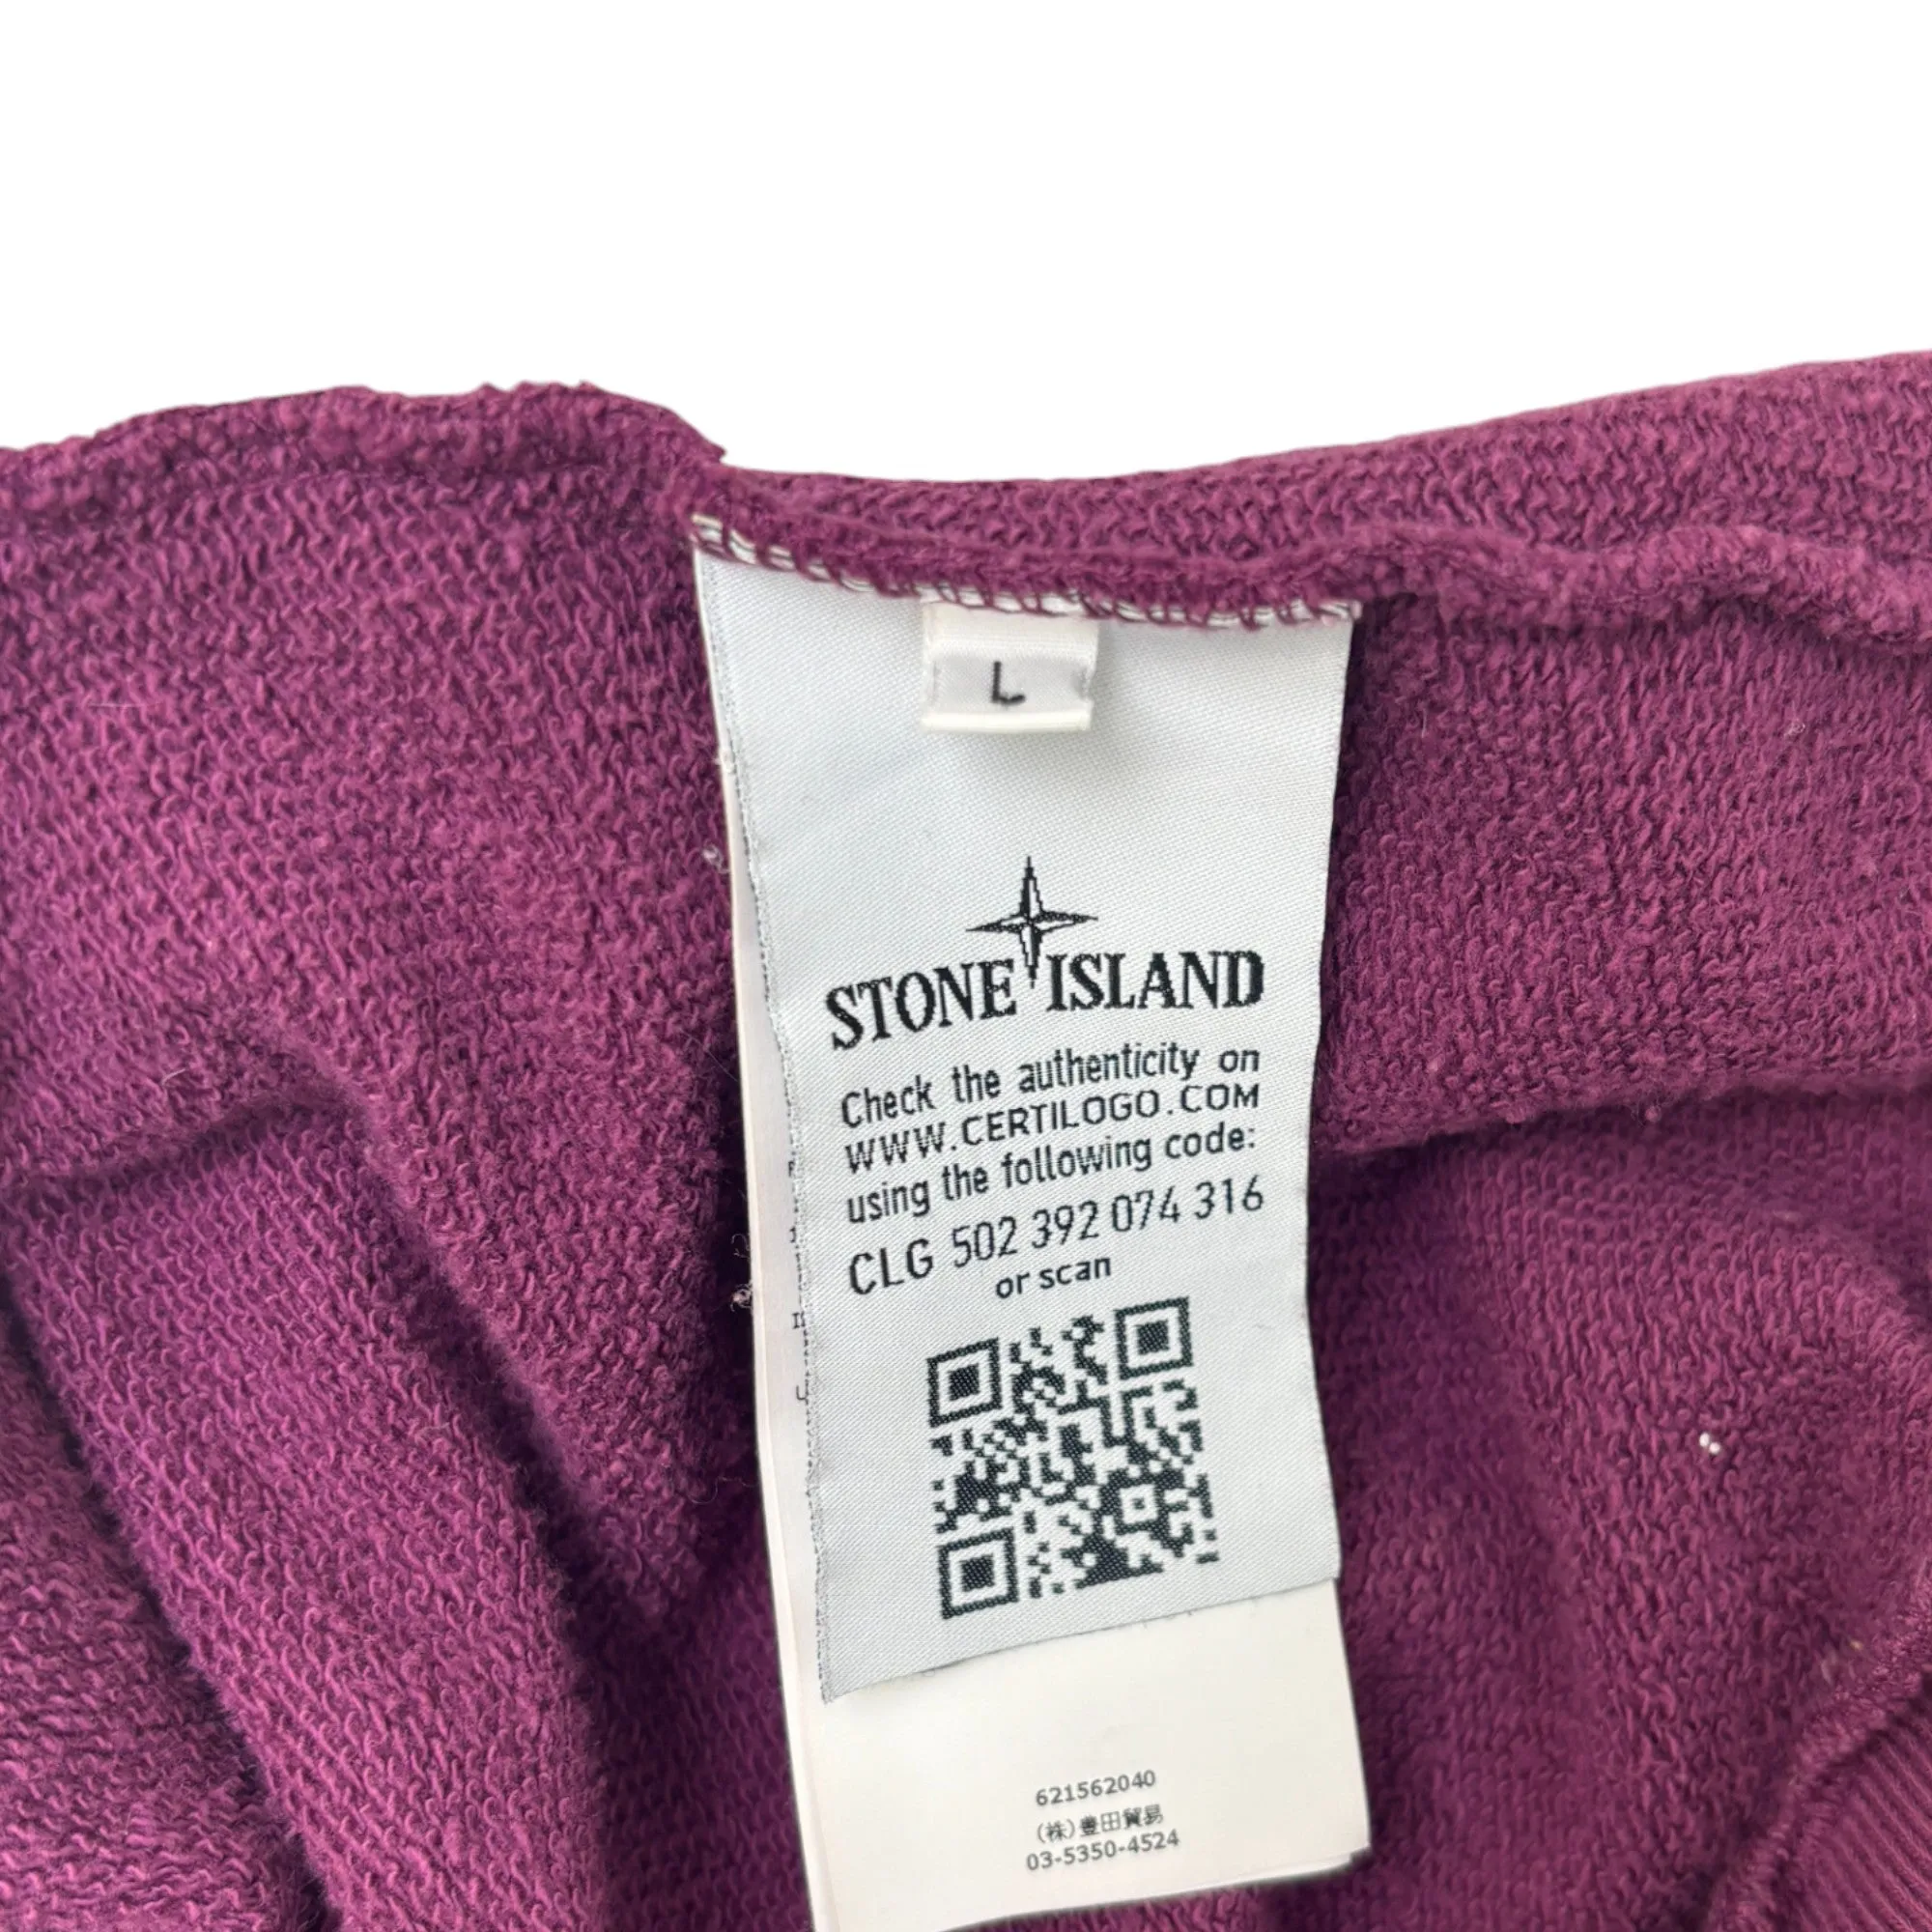 L
STONE ISLAND
Check the authenticity on
WWW.CERTILOGO.COM
using the following code:
CLG 502 392 074 316
or scan
621562040
(株)豊田貿易
03-5350-4524